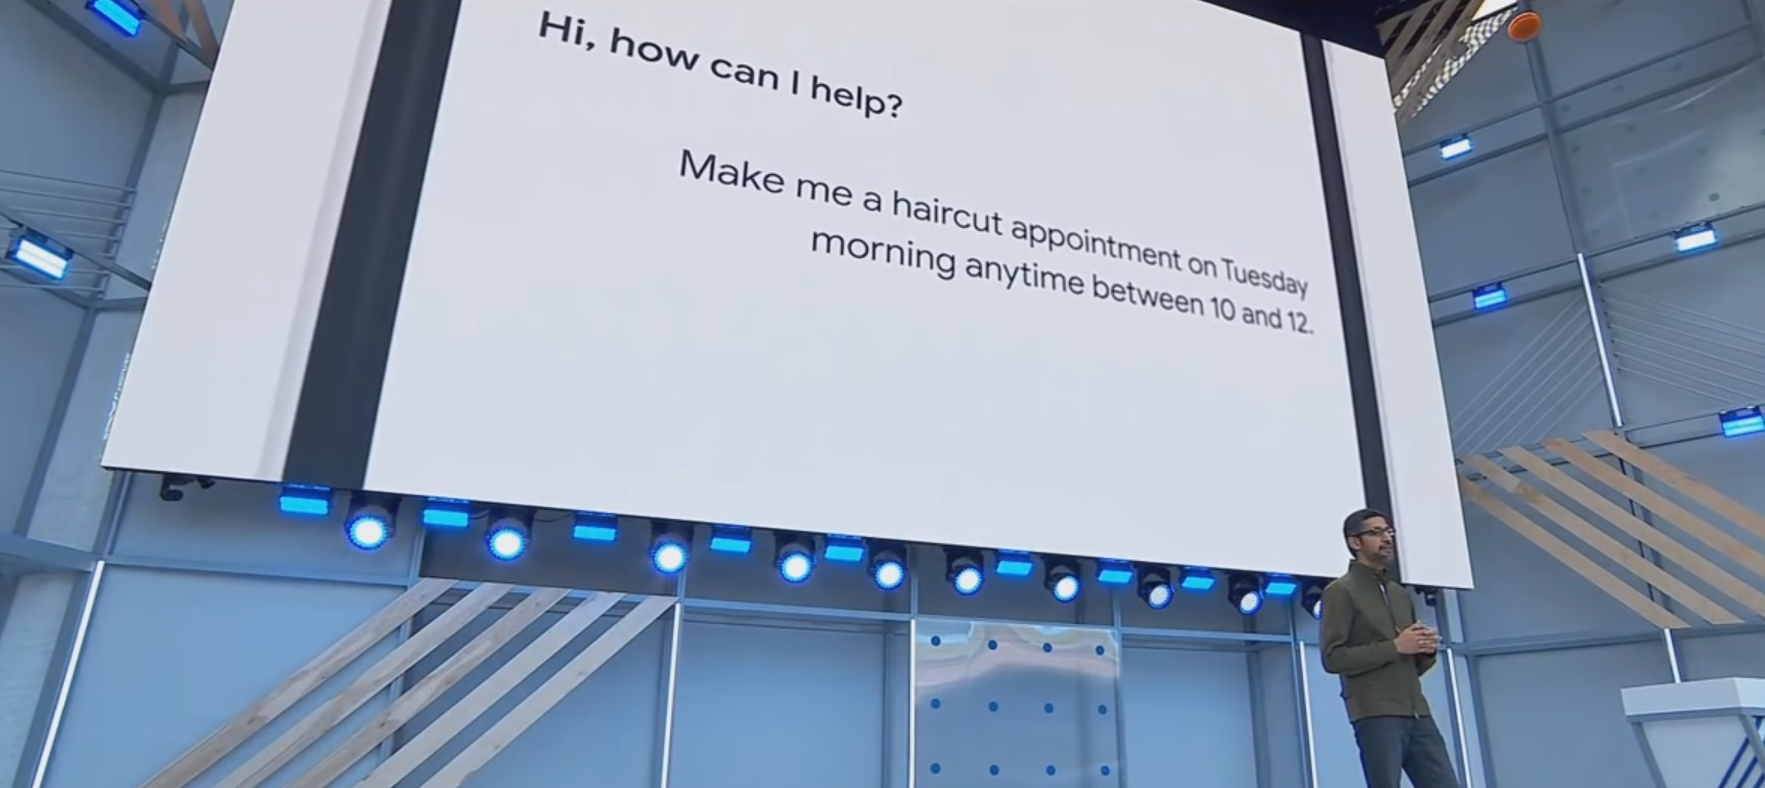 Hi, how can I help?
Make me a haircut appointment on Tuesday
morning anytime between 10 and 12.